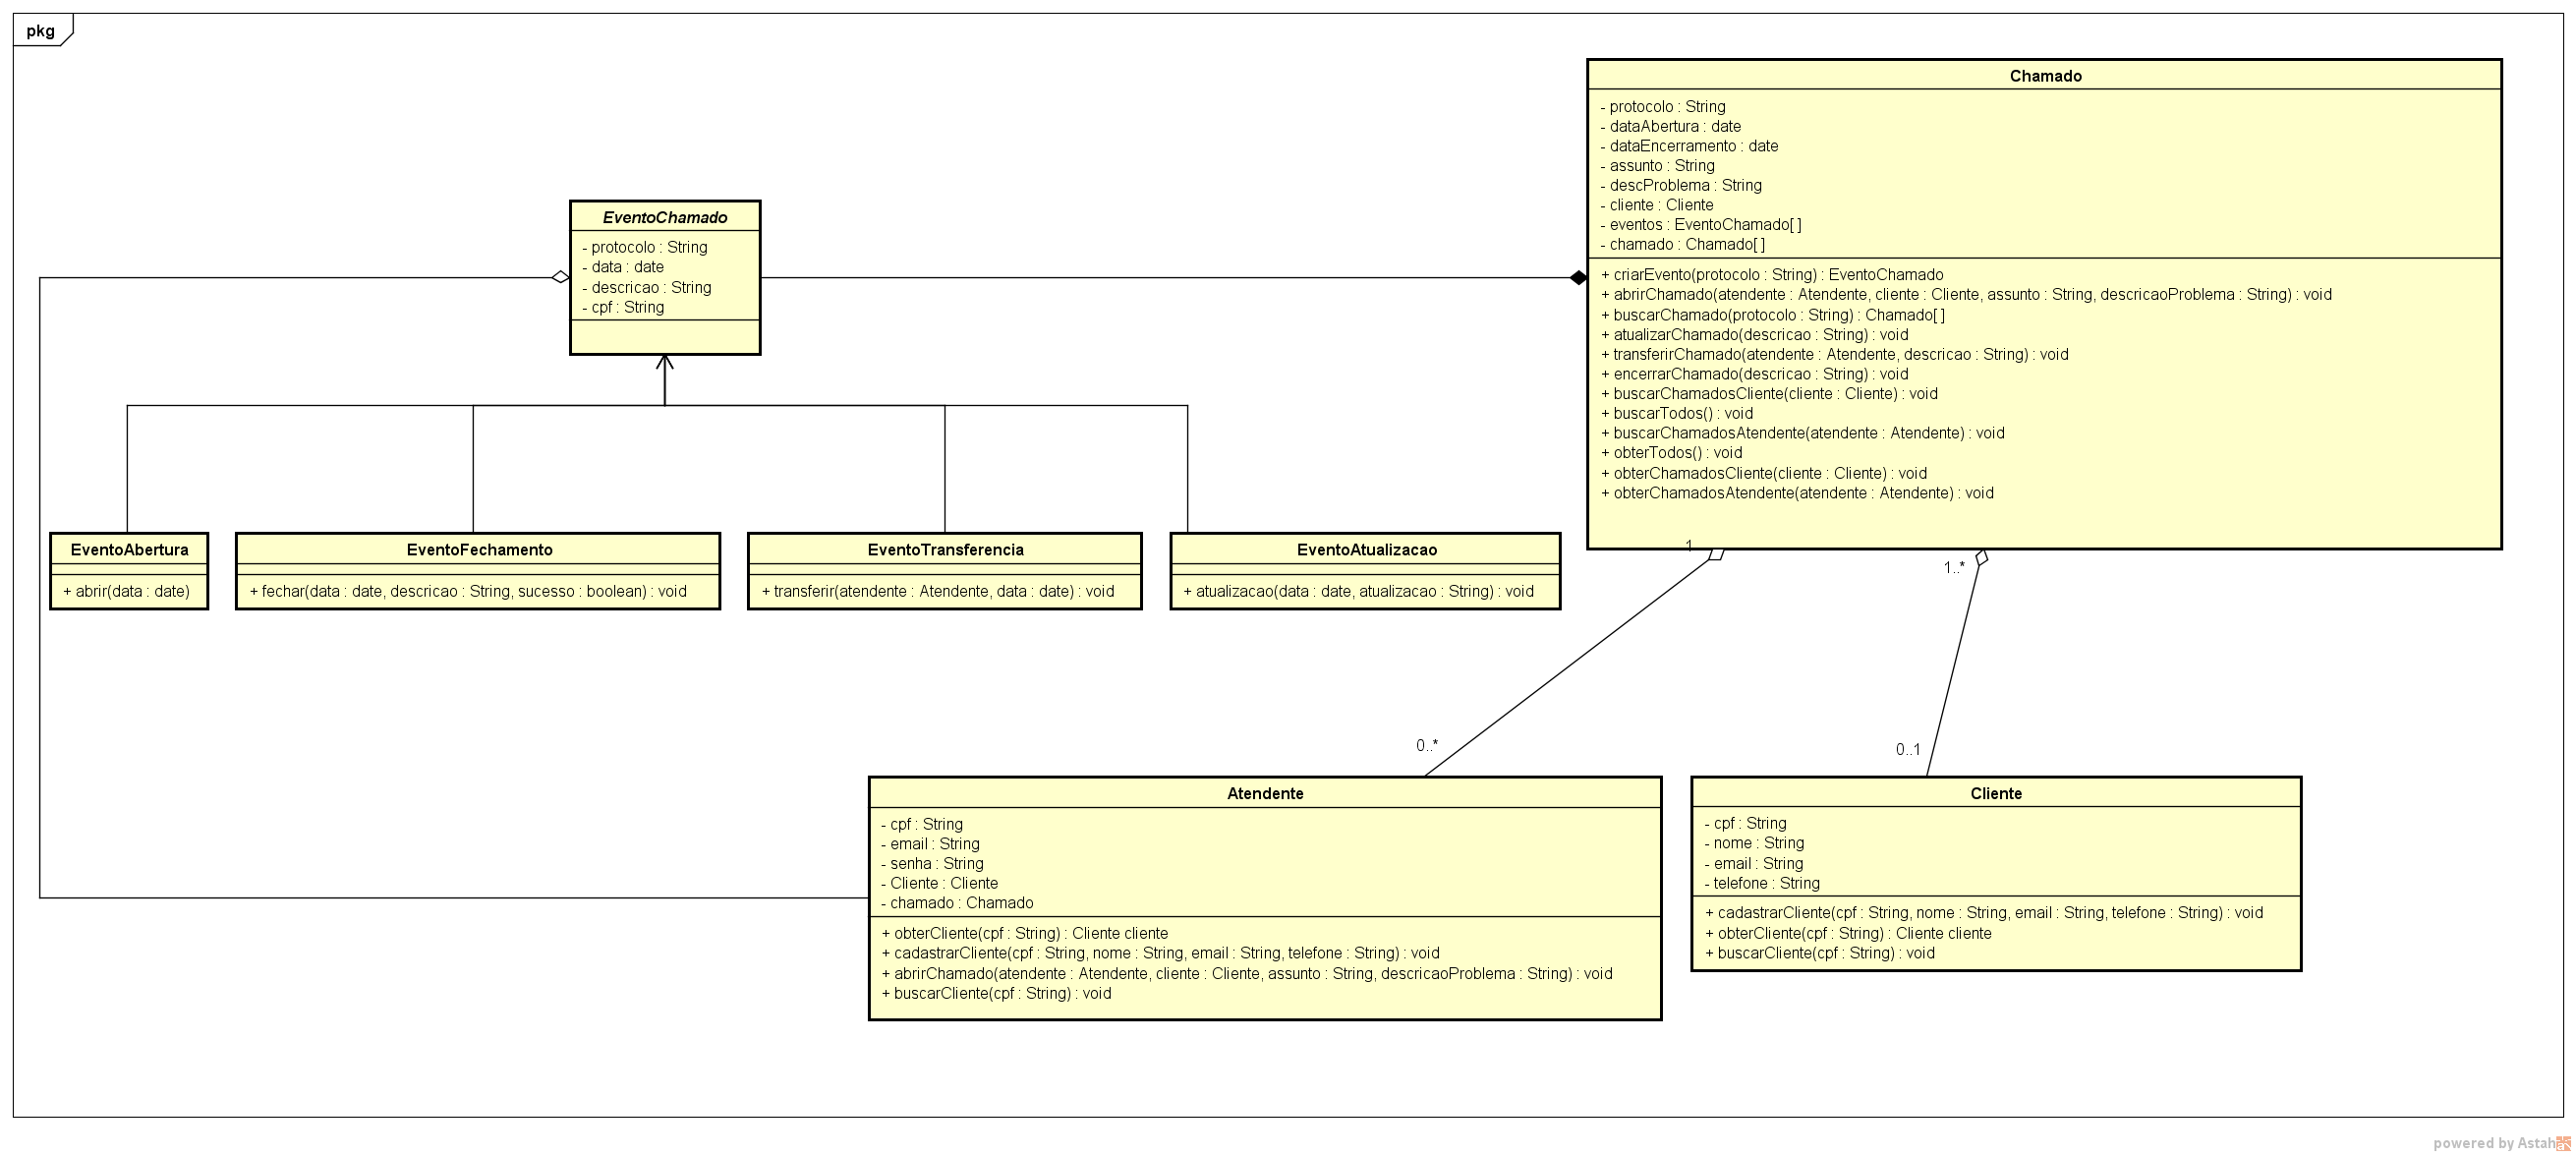 pkg
Chamado
- protocolo : String
- dataAbertura : date
- dataEncerramento : date
- assunto : String
- descProblema : String
- cliente : Cliente
- eventos : EventoChamado[ ]
- chamado : Chamado[ ]
+ criarEvento(protocolo : String) : EventoChamado
+ abrirChamado(atendente : Atendente, cliente : Cliente, assunto : String, descricaoProblema : String) : void
+ buscarChamado(protocolo : String) : Chamado[ ]
+ atualizarChamado(descricao : String) : void
+ transferirChamado(atendente : Atendente, descricao : String) : void
+ encerrarChamado(descricao : String) : void
+ buscarChamadosCliente(cliente : Cliente) : void
+ buscarTodos() : void
+ buscarChamadosAtendente(atendente : Atendente) : void
+ obterTodos() : void
+ obterChamadosCliente(cliente : Cliente) : void
+ obterChamadosAtendente(atendente : Atendente) : void
EventoChamado
- protocolo : String
- data : date
- descricao : String
- cpf : String
EventoAbertura
+ abrir(data : date)
EventoFechamento
+ fechar(data : date, descricao : String, sucesso : boolean) : void
EventoTransferencia
+ transferir(atendente : Atendente, data : date) : void
EventoAtualizacao
+ atualizacao(data : date, atualizacao : String) : void
1
1..*
0..*
0..1
Atendente
- cpf : String
- email : String
- senha : String
- Cliente : Cliente
- chamado : Chamado
+ obterCliente(cpf : String) : Cliente cliente
+ cadastrarCliente(cpf : String, nome : String, email : String, telefone : String) : void
+ abrirChamado(atendente : Atendente, cliente : Cliente, assunto : String, descricaoProblema : String) : void
+ buscarCliente(cpf : String) : void
Cliente
- cpf : String
- nome : String
- email : String
- telefone : String
+ cadastrarCliente(cpf : String, nome : String, email : String, telefone : String) : void
+ obterCliente(cpf : String) : Cliente cliente
+ buscarCliente(cpf : String) : void
powered by Astah